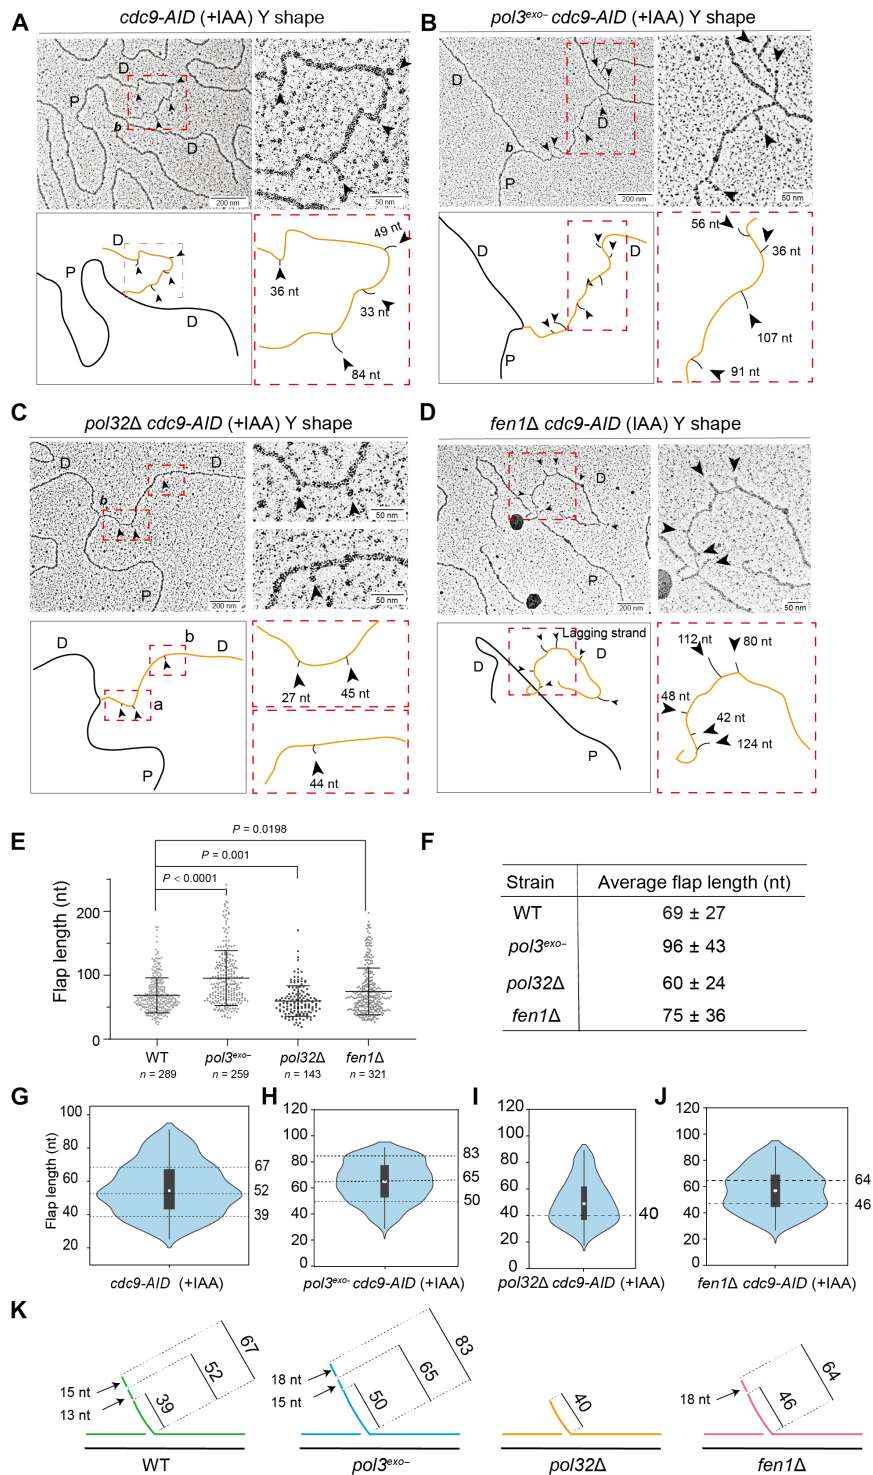 A
cdc9-AID (+IAA) Y shape
D
P
b
D
200 nm
50 nm
D
P
D
49 nt
36 nt
33 nt
84 nt
B
pol3exo– cdc9-AID (+IAA) Y shape
D
D
b
P
200 nm
50 nm
D
D
P
56 nt
36 nt
107 nt
91 nt
C
pol32Δ cdc9-AID (+IAA) Y shape
D
D
b
P
200 nm
50 nm
50 nm
D
b
D
a
P
27 nt
45 nt
44 nt
D
fen1Δ cdc9-AID (IAA) Y shape
D
P
200 nm
50 nm
Lagging strand
D
D
P
112 nt
80 nt
48 nt
42 nt
124 nt
E
P = 0.0198
P = 0.001
P < 0.0001
Flap length (nt)
200
100
0
WT
pol3exo–
pol32Δ
fen1Δ
n = 289
n = 259
n = 143
n = 321
F
Strain Average flap length (nt)
WT 69 ± 27
pol3exo– 96 ± 43
pol32Δ 60 ± 24
fen1Δ 75 ± 36
G
Flap length (nt)
100
80
60
40
20
67
52
39
cdc9-AID (+IAA)
H
120
100
80
60
40
20
0
83
65
50
pol3exo– cdc9-AID (+IAA)
I
120
100
80
60
40
20
0
40
pol32Δ cdc9-AID (+IAA)
J
120
100
80
60
40
20
0
64
46
fen1Δ cdc9-AID (+IAA)
K
67
52
39
15 nt
13 nt
WT
83
65
50
18 nt
15 nt
pol3exo–
40
pol32Δ
64
46
18 nt
fen1Δ